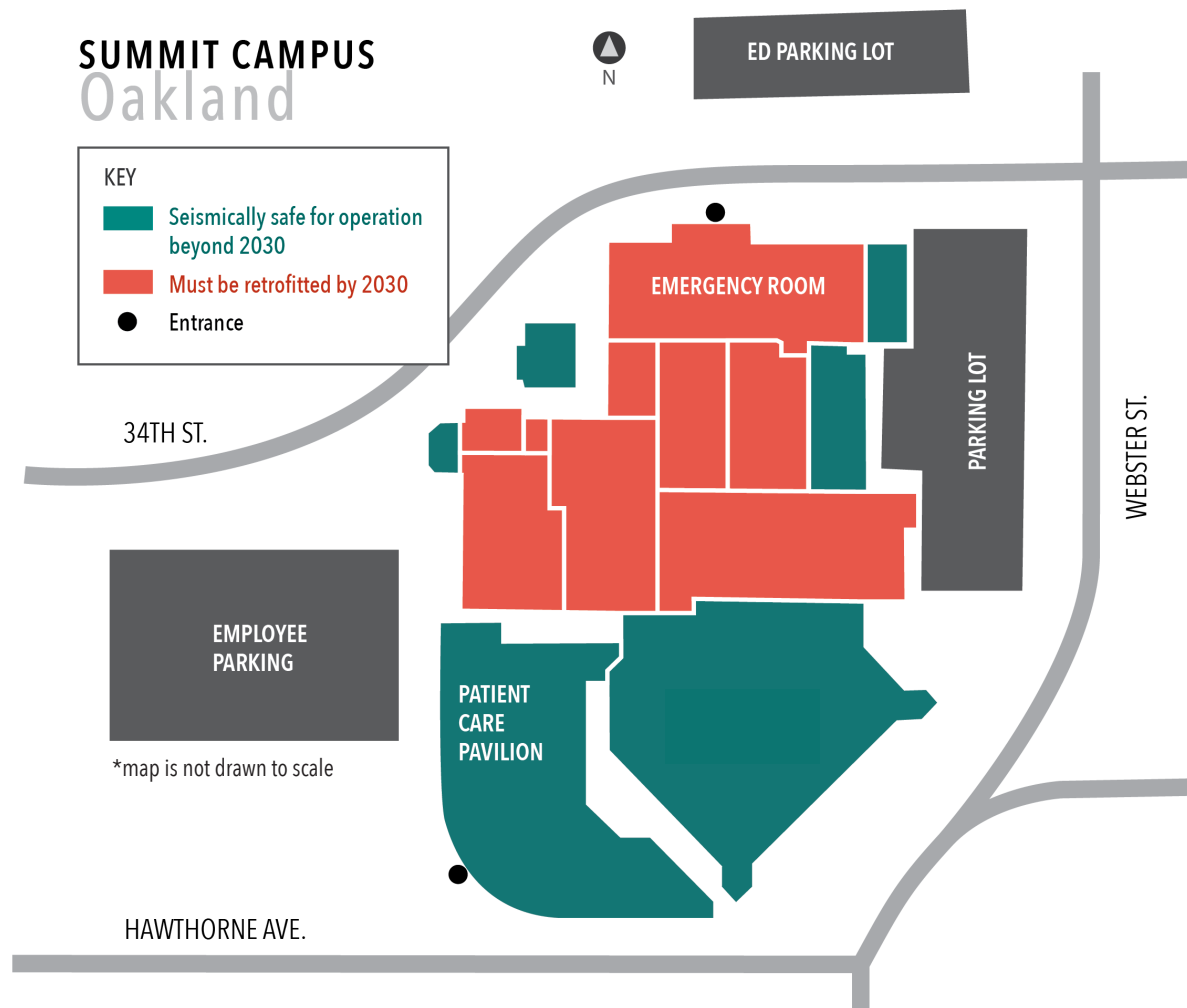 SUMMIT CAMPUS
Oakland
N
ED PARKING LOT
KEY
Seismically safe for operation
beyond 2030
Must be retrofitted by 2030
Entrance
EMERGENCY ROOM
PARKING LOT
WEBSTER ST.
34TH ST.
EMPLOYEE
PARKING
PATIENT
CARE
PAVILION
*map is not drawn to scale
HAWTHORNE AVE.